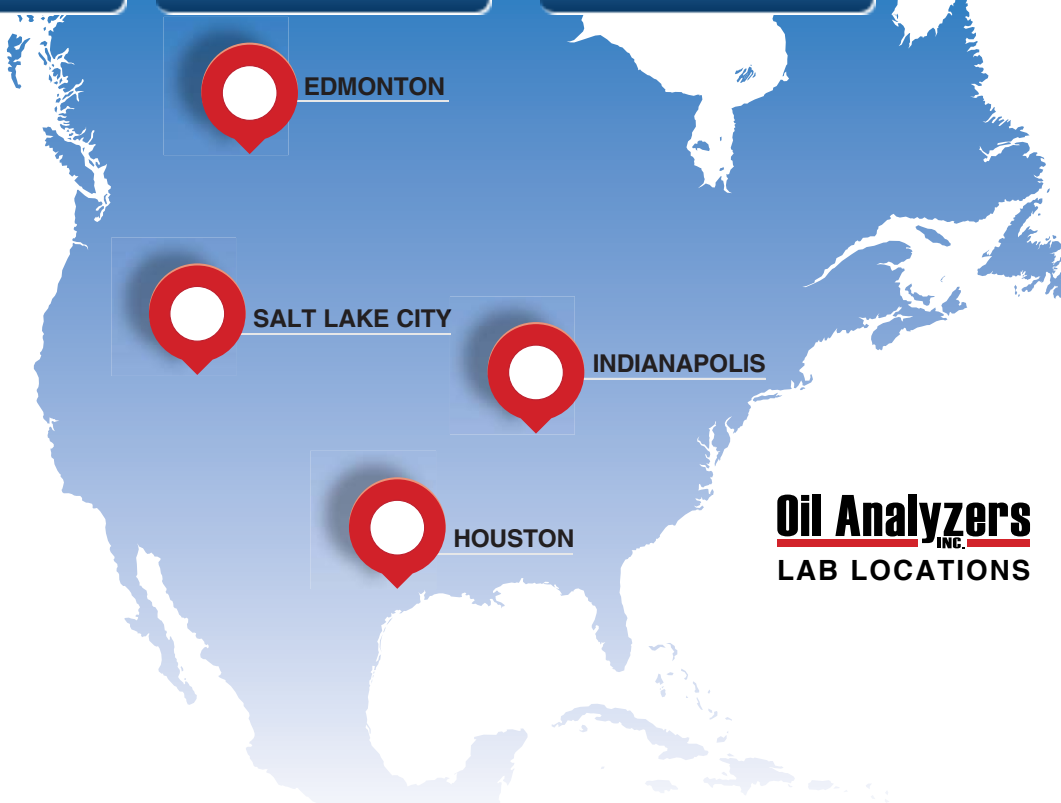 EDMONTON
SALT LAKE CITY
INDIANAPOLIS
HOUSTON
Oil Analyzers
INC.
LAB LOCATIONS